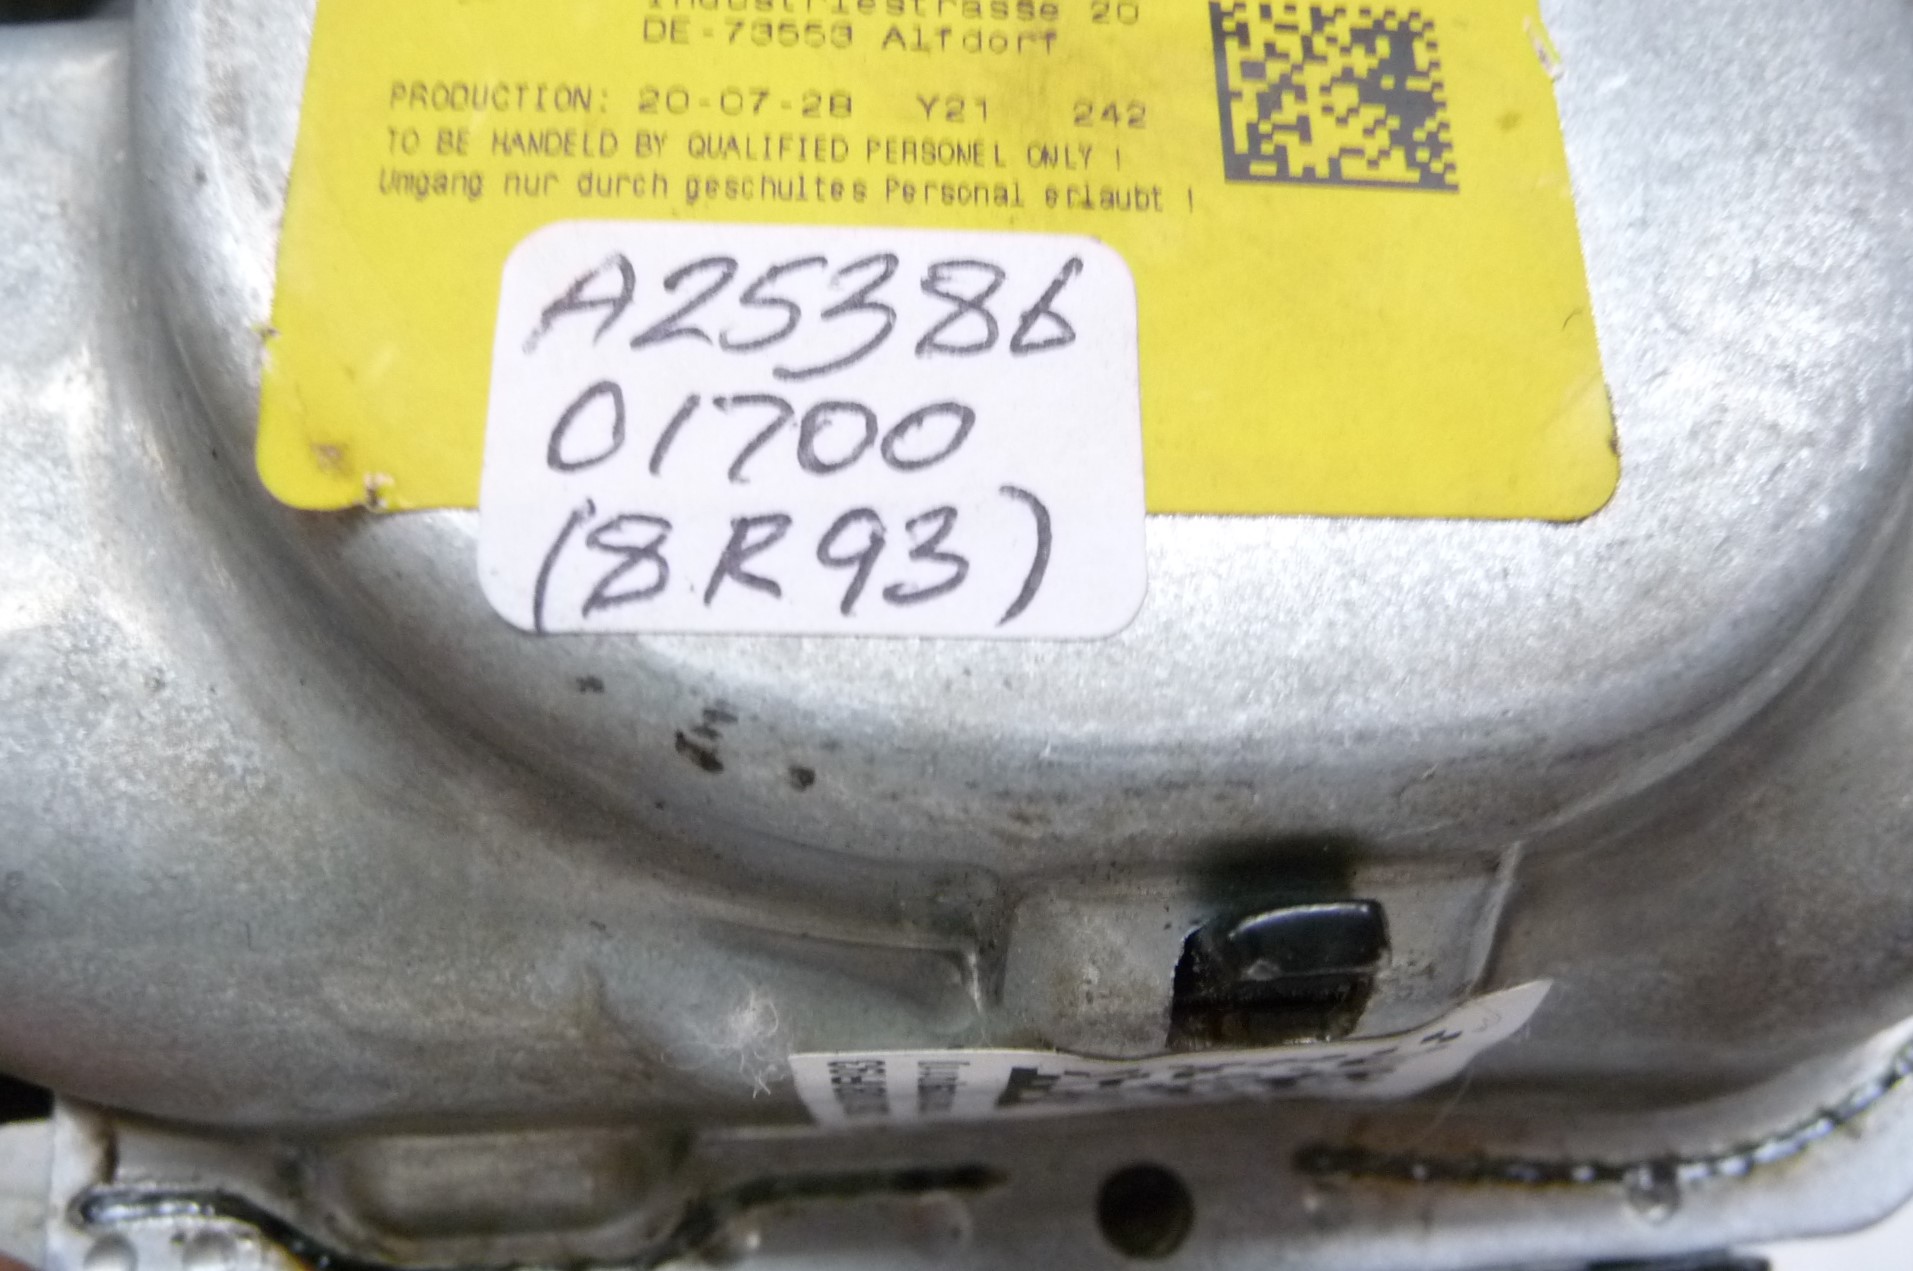 Industriestrasse 20
DE-73553 Alfdorf
PRODUCTION: 20-07-28 Y21 242
TO BE HANDELD BY QUALIFIED PERSONEL ONLY !
Umgang nur durch geschultes Personal erlaubt !
A25386
01700
(8R93)